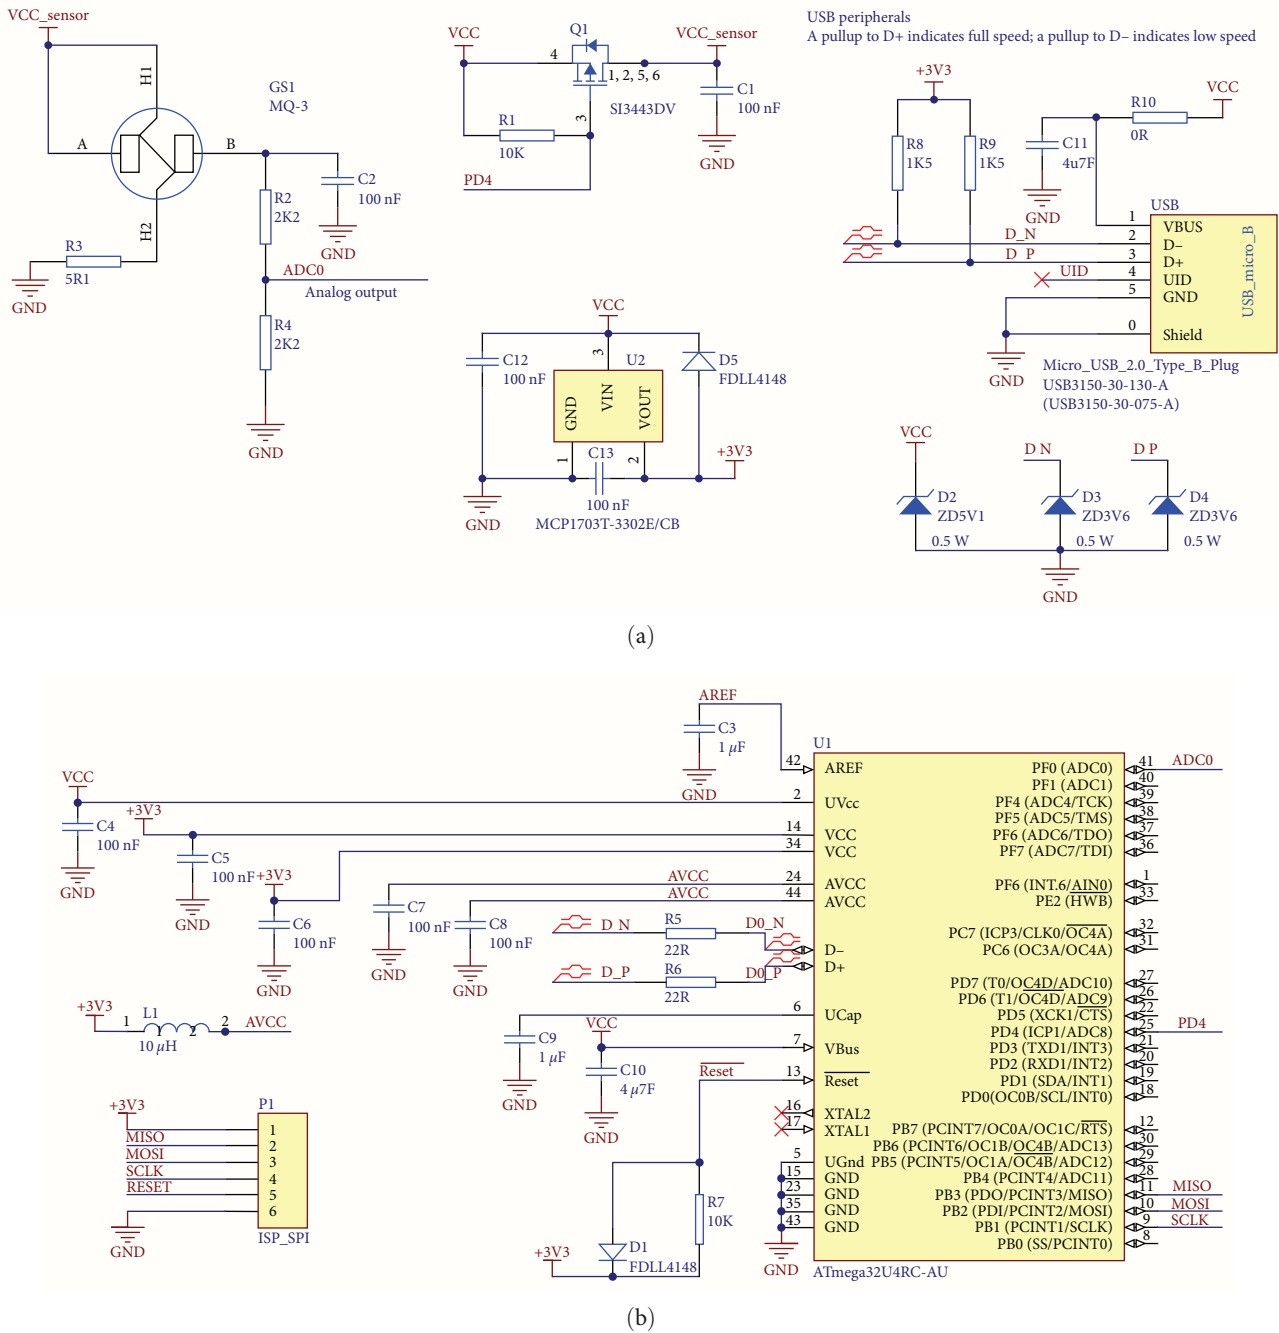 VCC_sensor
H1
GS1
MQ-3
A
B
C2
100 nF
GND
R2
2K2
H2
R3
5R1
GND
ADC0
Analog output
R4
2K2
GND
VCC
Q1
4
1, 2, 5, 6
VCC_sensor
SI3443DV
3
C1
100 nF
GND
R1
10K
PD4
VCC
3
U2
C12
100 nF
D5
FDLL4148
GND
VIN
VOUT
1
C13
2
+3V3
100 nF
GND
MCP1703T-3302E/CB
USB peripherals
A pullup to D+ indicates full speed; a pullup to D– indicates low speed
+3V3
VCC
R10
0R
R8
1K5
R9
1K5
C11
4u7F
GND
USB
D_N
D P
UID
1
2
3
4
5
0
VBUS
D–
D+
UID
GND
Shield
USB_micro_B
GND
Micro_USB_2.0_Type_B_Plug
USB3150-30-130-A
(USB3150-30-075-A)
VCC
D N
D P
D2
ZD5V1
0.5 W
D3
ZD3V6
0.5 W
D4
ZD3V6
0.5 W
GND
(a)
AREF
C3
1 μF
GND
U1
VCC
C4
100 nF
GND
+3V3
C5
100 nF
GND
+3V3
C6
100 nF
GND
AVCC
AVCC
C7
100 nF
GND
C8
100 nF
GND
D N
R5
22R
D0_N
D_P
R6
22R
D0_P
+3V3
1
L1
1
2
2
AVCC
10 μH
C9
1 μF
GND
VCC
C10
4 μ7F
GND
Reset
+3V3
MISO
MOSI
SCLK
RESET
GND
P1
1
2
3
4
5
6
ISP_SPI
R7
10K
D1
FDLL4148
+3V3
42
AREF
2
UVcc
14
VCC
34
VCC
24
AVCC
44
AVCC
D–
D+
6
UCap
7
VBus
13
Reset
16
XTAL2
17
XTAL1
5
UGnd
15
GND
23
GND
35
GND
43
GND
GND
PF0 (ADC0) 41 ADC0
PF1 (ADC1) 40
PF4 (ADC4/TCK) 39
PF5 (ADC5/TMS) 38
PF6 (ADC6/TDO) 37
PF7 (ADC7/TDI) 36
PF6 (INT.6/AIN0) 1
PE2 (HWB) 33
PC7 (ICP3/CLK0/OC4A) 32
PC6 (OC3A/OC4A) 31
PD7 (T0/OC4D/ADC10) 27
PD6 (T1/OC4D/ADC9) 26
PD5 (XCK1/CTS) 22
PD4 (ICP1/ADC8) 25 PD4
PD3 (TXD1/INT3) 21
PD2 (RXD1/INT2) 20
PD1 (SDA/INT1) 19
PD0(OC0B/SCL/INT0) 18
PB7 (PCINT7/OC0A/OC1C/RTS) 12
PB6 (PCINT6/OC1B/OC4B/ADC13) 30
PB5 (PCINT5/OC1A/OC4B/ADC12) 29
PB4 (PCINT4/ADC11) 28
PB3 (PDO/PCINT3/MISO) 11 MISO
PB2 (PDI/PCINT2/MOSI) 10 MOSI
PB1 (PCINT1/SCLK) 9 SCLK
PB0 (SS/PCINT0) 8
ATmega32U4RC-AU
(b)